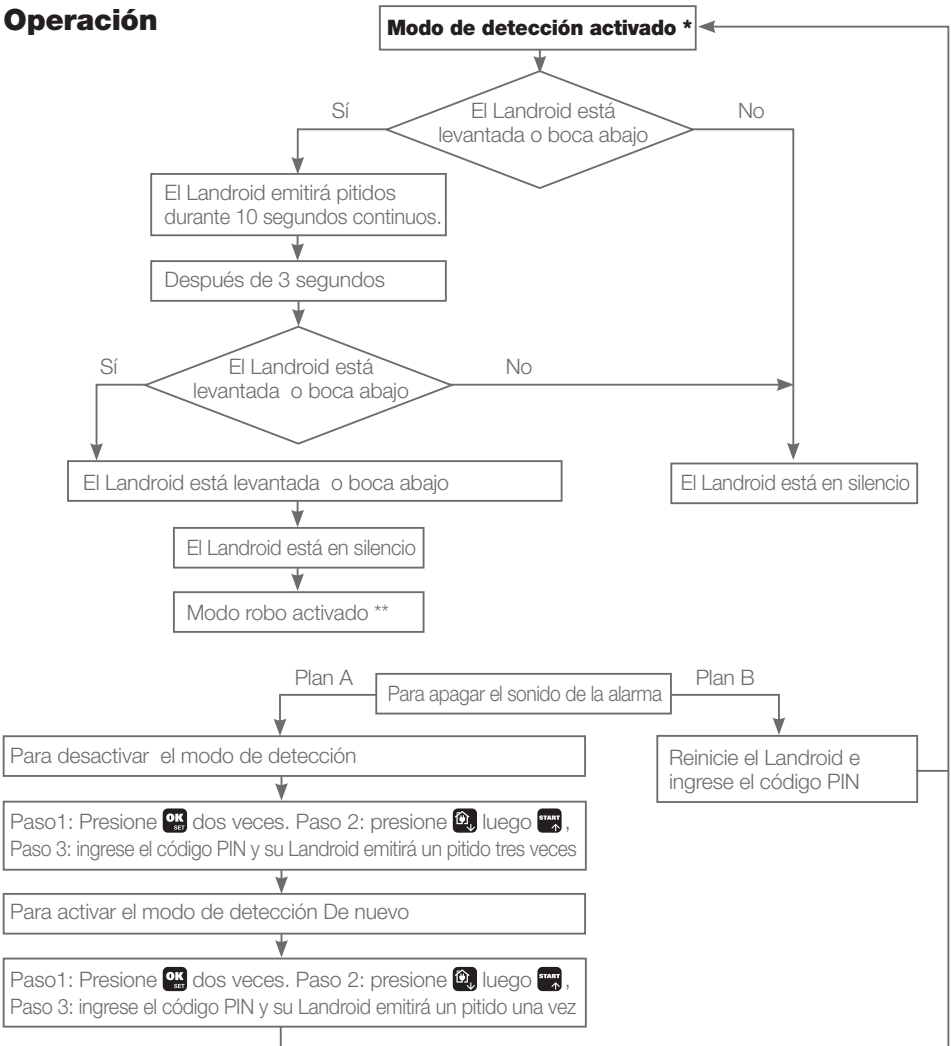 Operación
Modo de detección activado *
Sí
El Landroid está
levantada o boca abajo
No
El Landroid emitirá pitidos
durante 10 segundos continuos.
Después de 3 segundos
Sí
El Landroid está
levantada o boca abajo
No
El Landroid está levantada o boca abajo
El Landroid está en silencio
El Landroid está en silencio
Modo robo activado **
Plan A
Para apagar el sonido de la alarma
Plan B
Para desactivar el modo de detección
Reinicie el Landroid e
ingrese el código PIN
Paso1: Presione OK SET dos veces. Paso 2: presione luego START,
Paso 3: ingrese el código PIN y su Landroid emitirá un pitido tres veces
Para activar el modo de detección De nuevo
Paso1: Presione OK SET dos veces. Paso 2: presione luego START,
Paso 3: ingrese el código PIN y su Landroid emitirá un pitido una vez